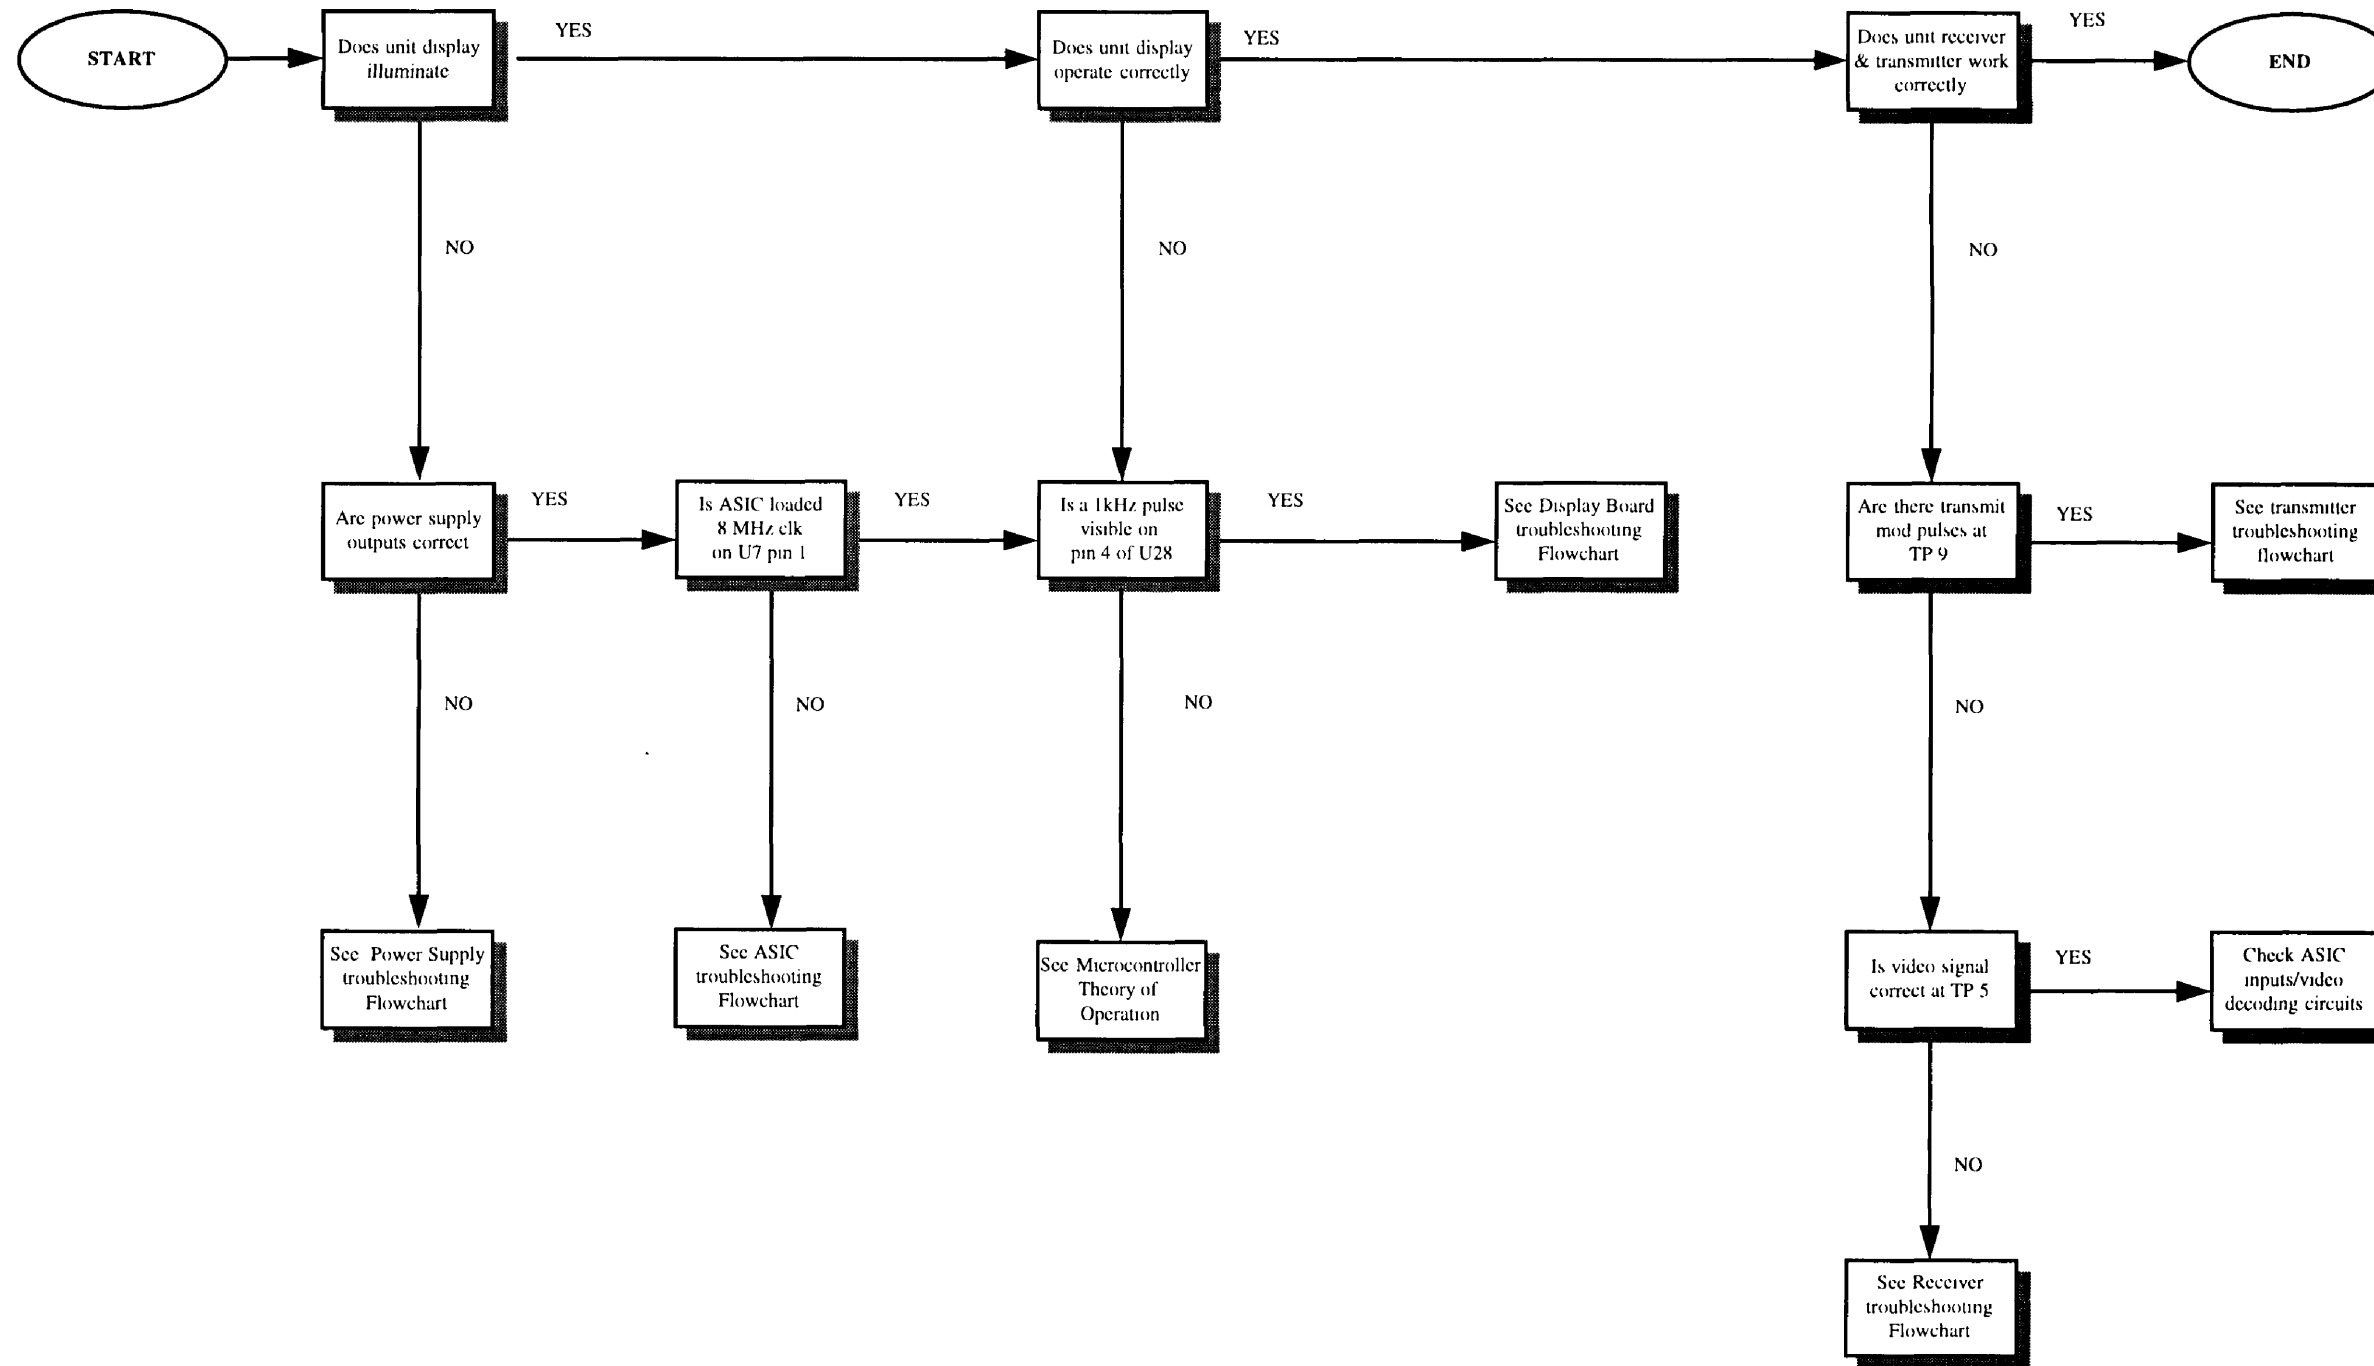 START
Does unit display
illuminate
YES
Does unit display
operate correctly
YES
Does unit receiver
& transmitter work
correctly
YES
END
NO
NO
NO
Are power supply
outputs correct
YES
Is ASIC loaded
8 MHz clk
on U7 pin 1
YES
Is a 1kHz pulse
visible on
pin 4 of U28
YES
See Display Board
troubleshooting
Flowchart
Are there transmit
mod pulses at
TP 9
YES
See transmitter
troubleshooting
flowchart
NO
NO
NO
NO
See Power Supply
troubleshooting
Flowchart
See ASIC
troubleshooting
Flowchart
See Microcontroller
Theory of
Operation
Is video signal
correct at TP 5
YES
Check ASIC
inputs/video
decoding circuits
NO
See Receiver
troubleshooting
Flowchart